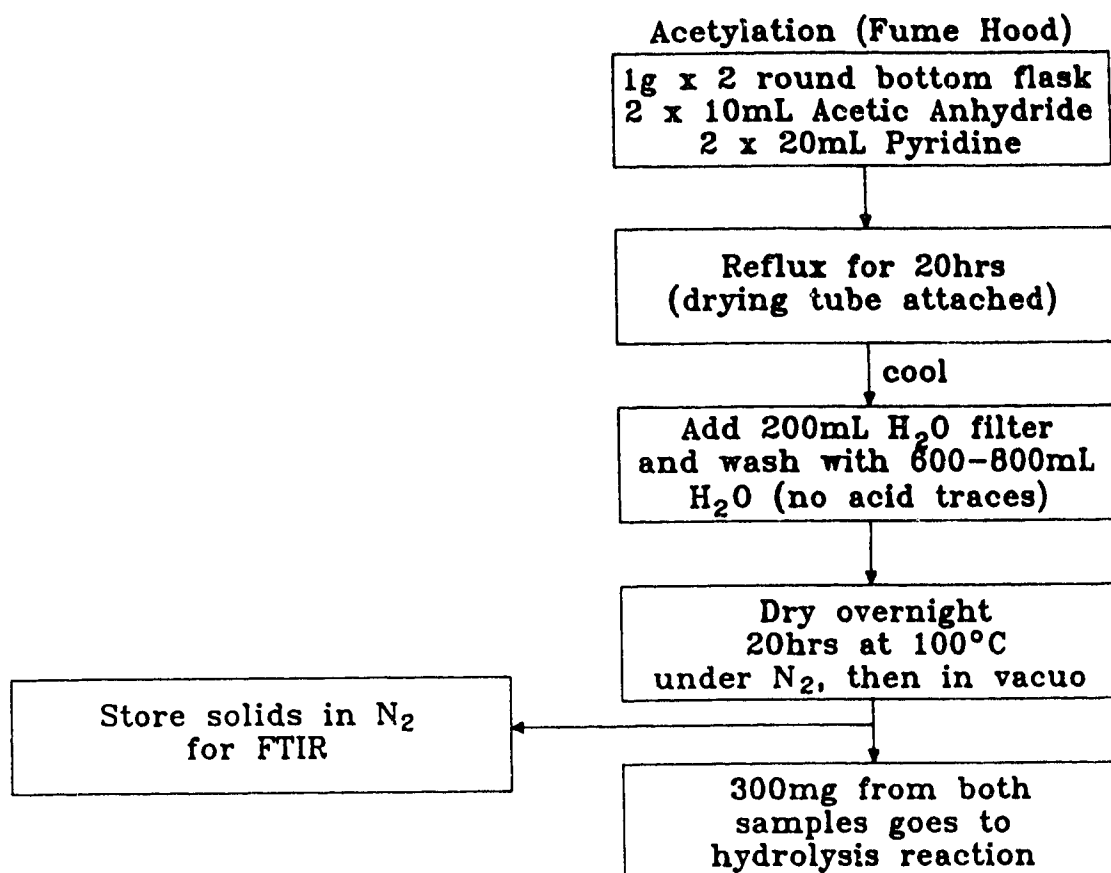 Acetylation (Fume Hood)
1g x 2 round bottom flask
2 x 10mL Acetic Anhydride
2 x 20mL Pyridine
Reflux for 20hrs
(drying tube attached)
cool
Add 200mL H₂O filter
and wash with 600-800mL
H₂O (no acid traces)
Dry overnight
20hrs at 100°C
under N₂, then in vacuo
Store solids in N₂
for FTIR
300mg from both
samples goes to
hydrolysis reaction